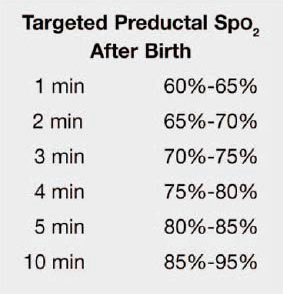 Targeted Preductal Spo₂
After Birth
1 min 60%-65%
2 min 65%-70%
3 min 70%-75%
4 min 75%-80%
5 min 80%-85%
10 min 85%-95%